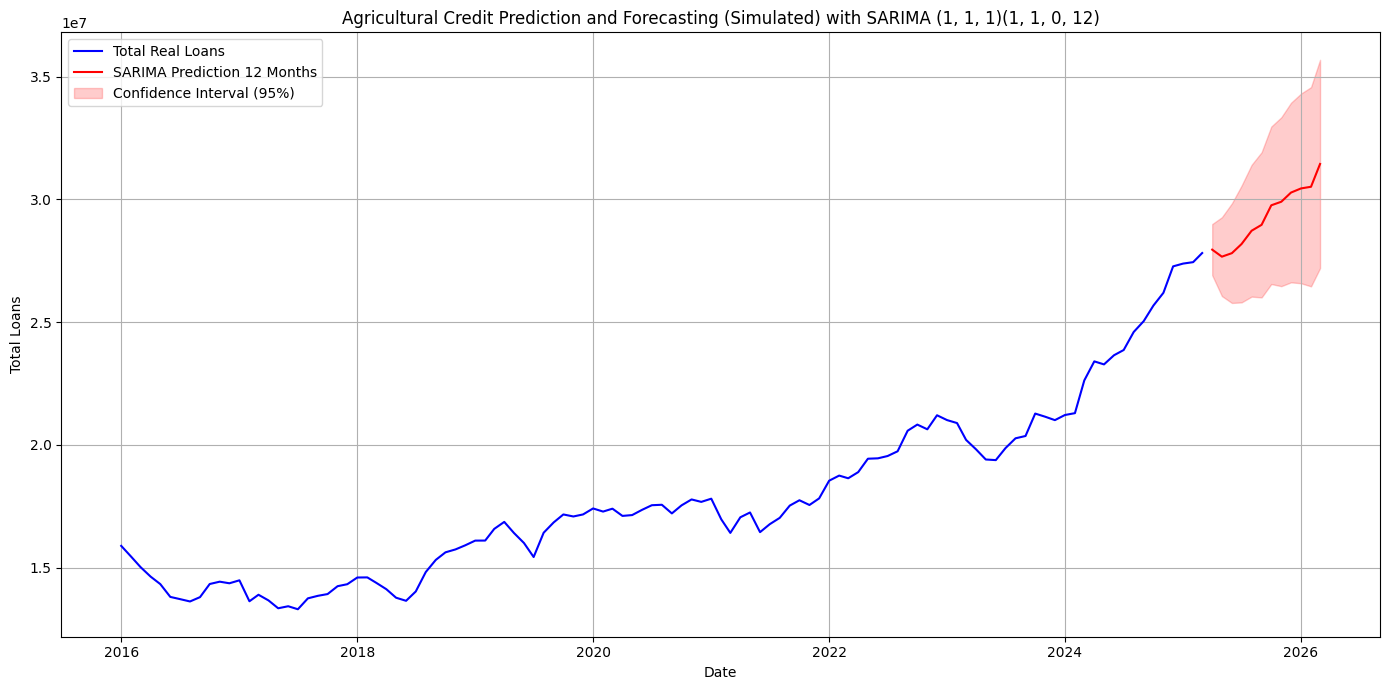 Agricultural Credit Prediction and Forecasting (Simulated) with SARIMA (1, 1, 1)(1, 1, 0, 12)
1e7
Total Real Loans
SARIMA Prediction 12 Months
Confidence Interval (95%)
3.5
3.0
2.5
2.0
1.5
Total Loans
2016 2018 2020 2022 2024 2026
Date